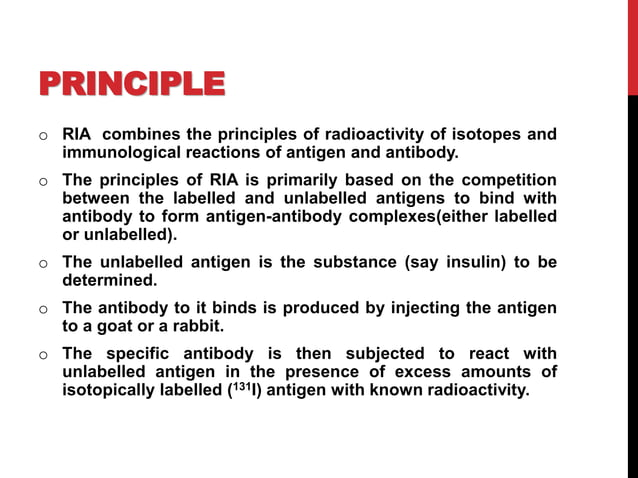 PRINCIPLE
o RIA combines the principles of radioactivity of isotopes and
immunological reactions of antigen and antibody.
o The principles of RIA is primarily based on the competition
between the labelled and unlabelled antigens to bind with
antibody to form antigen-antibody complexes(either labelled
or unlabelled).
o The unlabelled antigen is the substance (say insulin) to be
determined.
o The antibody to it binds is produced by injecting the antigen
to a goat or a rabbit.
o The specific antibody is then subjected to react with
unlabelled antigen in the presence of excess amounts of
isotopically labelled (¹³¹I) antigen with known radioactivity.